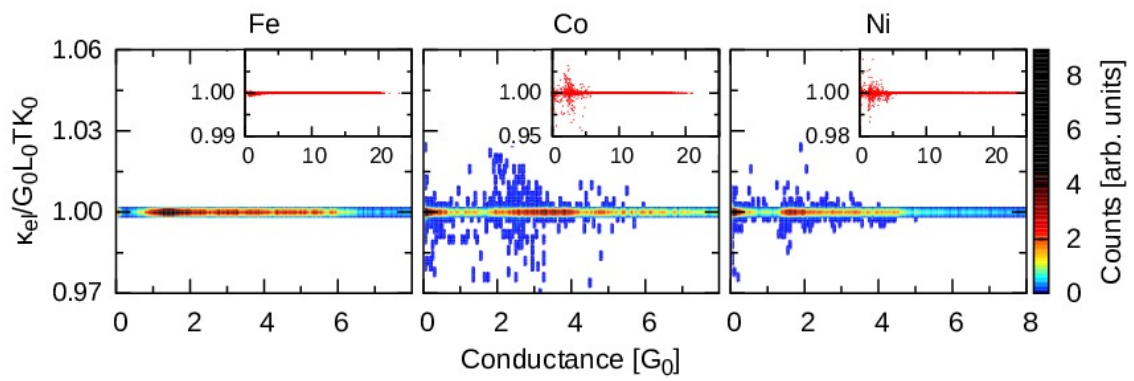 Fe
Co
Ni
κel/G0L0TK0
1.06
1.03
1.00
0.97
1.00
0.99
0 10 20
1.00
0.95
0 10 20
1.00
0.98
0 10 20
0 2 4 6
0 2 4 6
0 2 4 6 8
Conductance [G0]
8
6
4
2
0
Counts [arb. units]